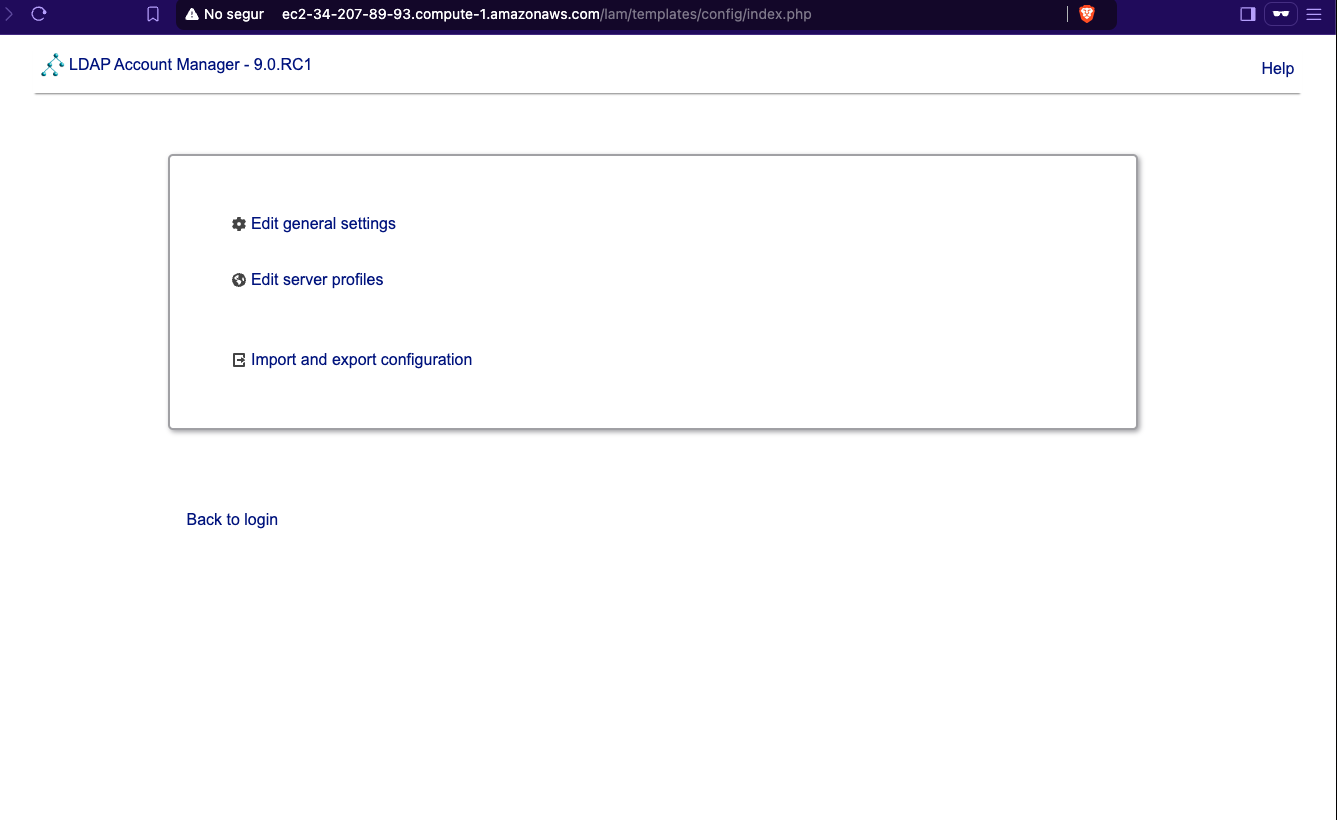 No segur ec2-34-207-89-93.compute-1.amazonaws.com/lam/templates/config/index.php
LDAP Account Manager - 9.0.RC1
Help
Edit general settings
Edit server profiles
Import and export configuration
Back to login